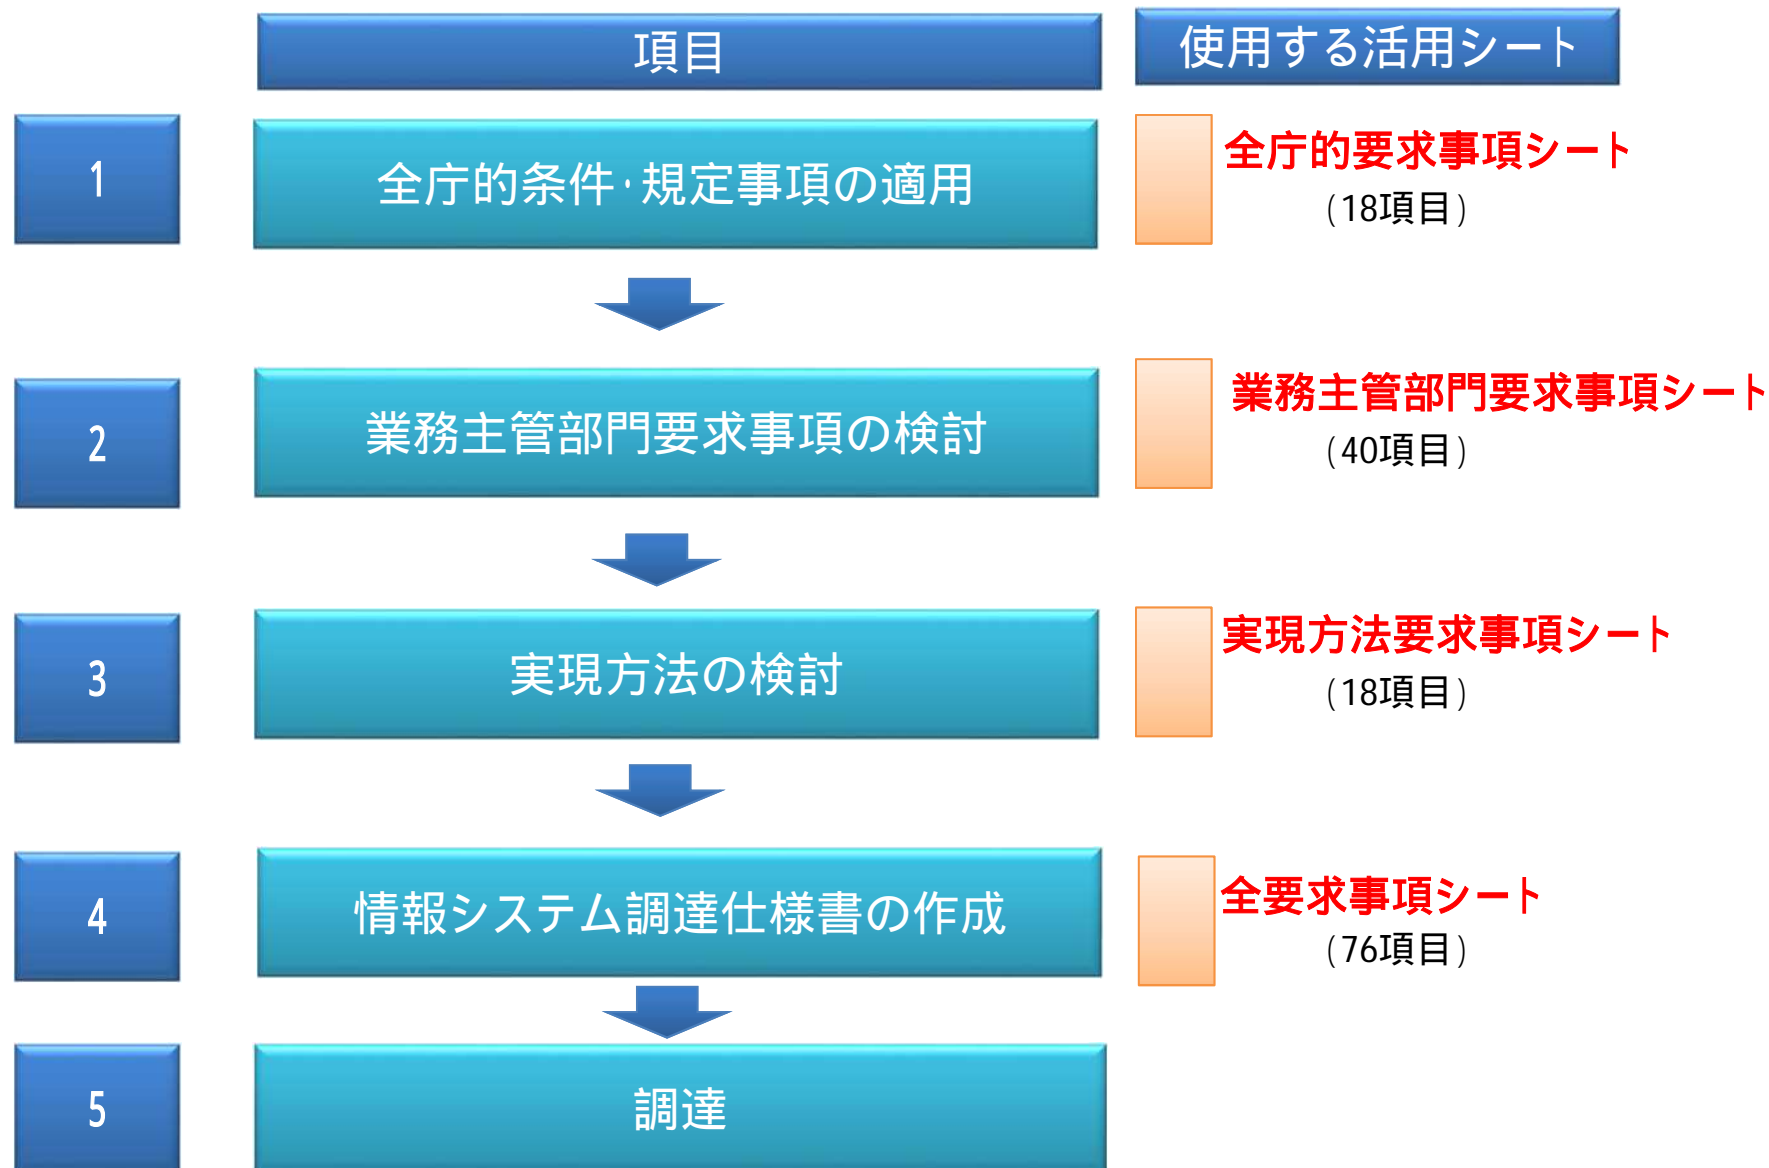 項目
使用する活用シート
1
全庁的条件・規定事項の適用
全庁的要求事項シート
(18項目)
2
業務主管部門要求事項の検討
業務主管部門要求事項シート
(40項目)
3
実現方法の検討
実現方法要求事項シート
(18項目)
4
情報システム調達仕様書の作成
全要求事項シート
(76項目)
5
調達